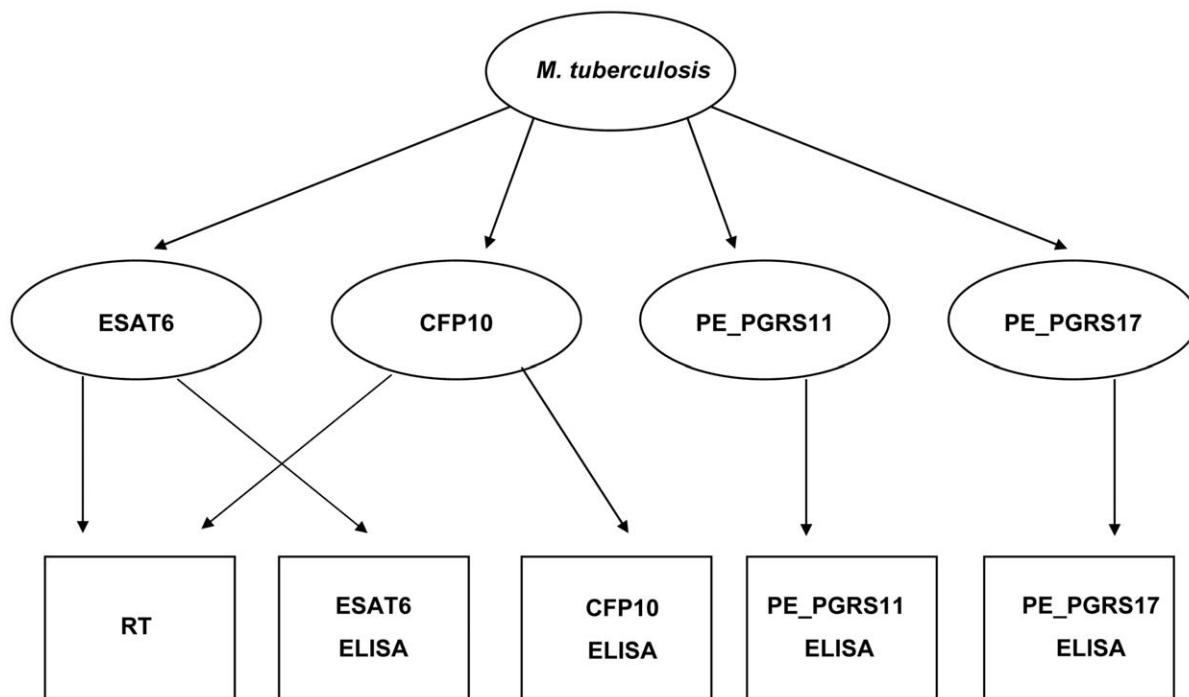 M. tuberculosis
ESAT6
CFP10
PE_PGRS11
PE_PGRS17
RT
ESAT6
ELISA
CFP10
ELISA
PE_PGRS11
ELISA
PE_PGRS17
ELISA